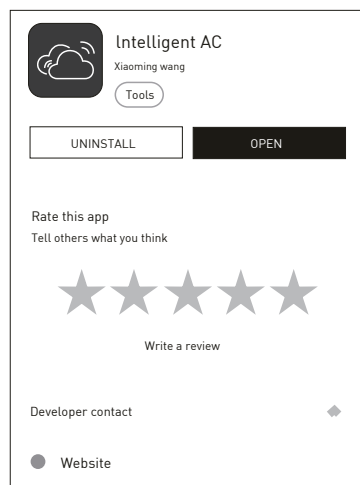 Intelligent AC
Xiaoming wang
Tools
UNINSTALL
OPEN
Rate this app
Tell others what you think
Write a review
Developer contact
Website